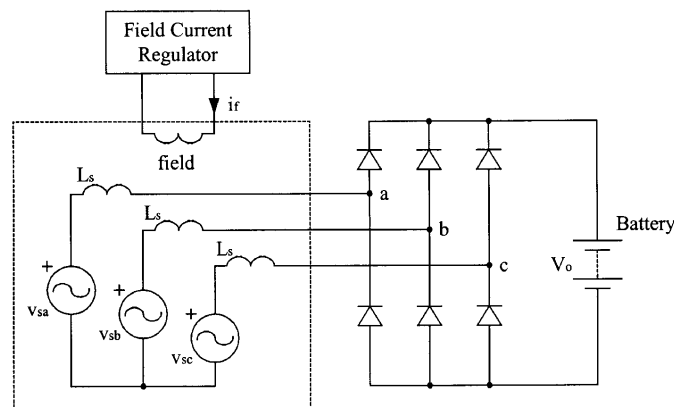 Field Current
Regulator
if
field
Ls
a
Ls
b
Battery
Ls
c
Vo
+
vsa
+
vsb
+
vsc